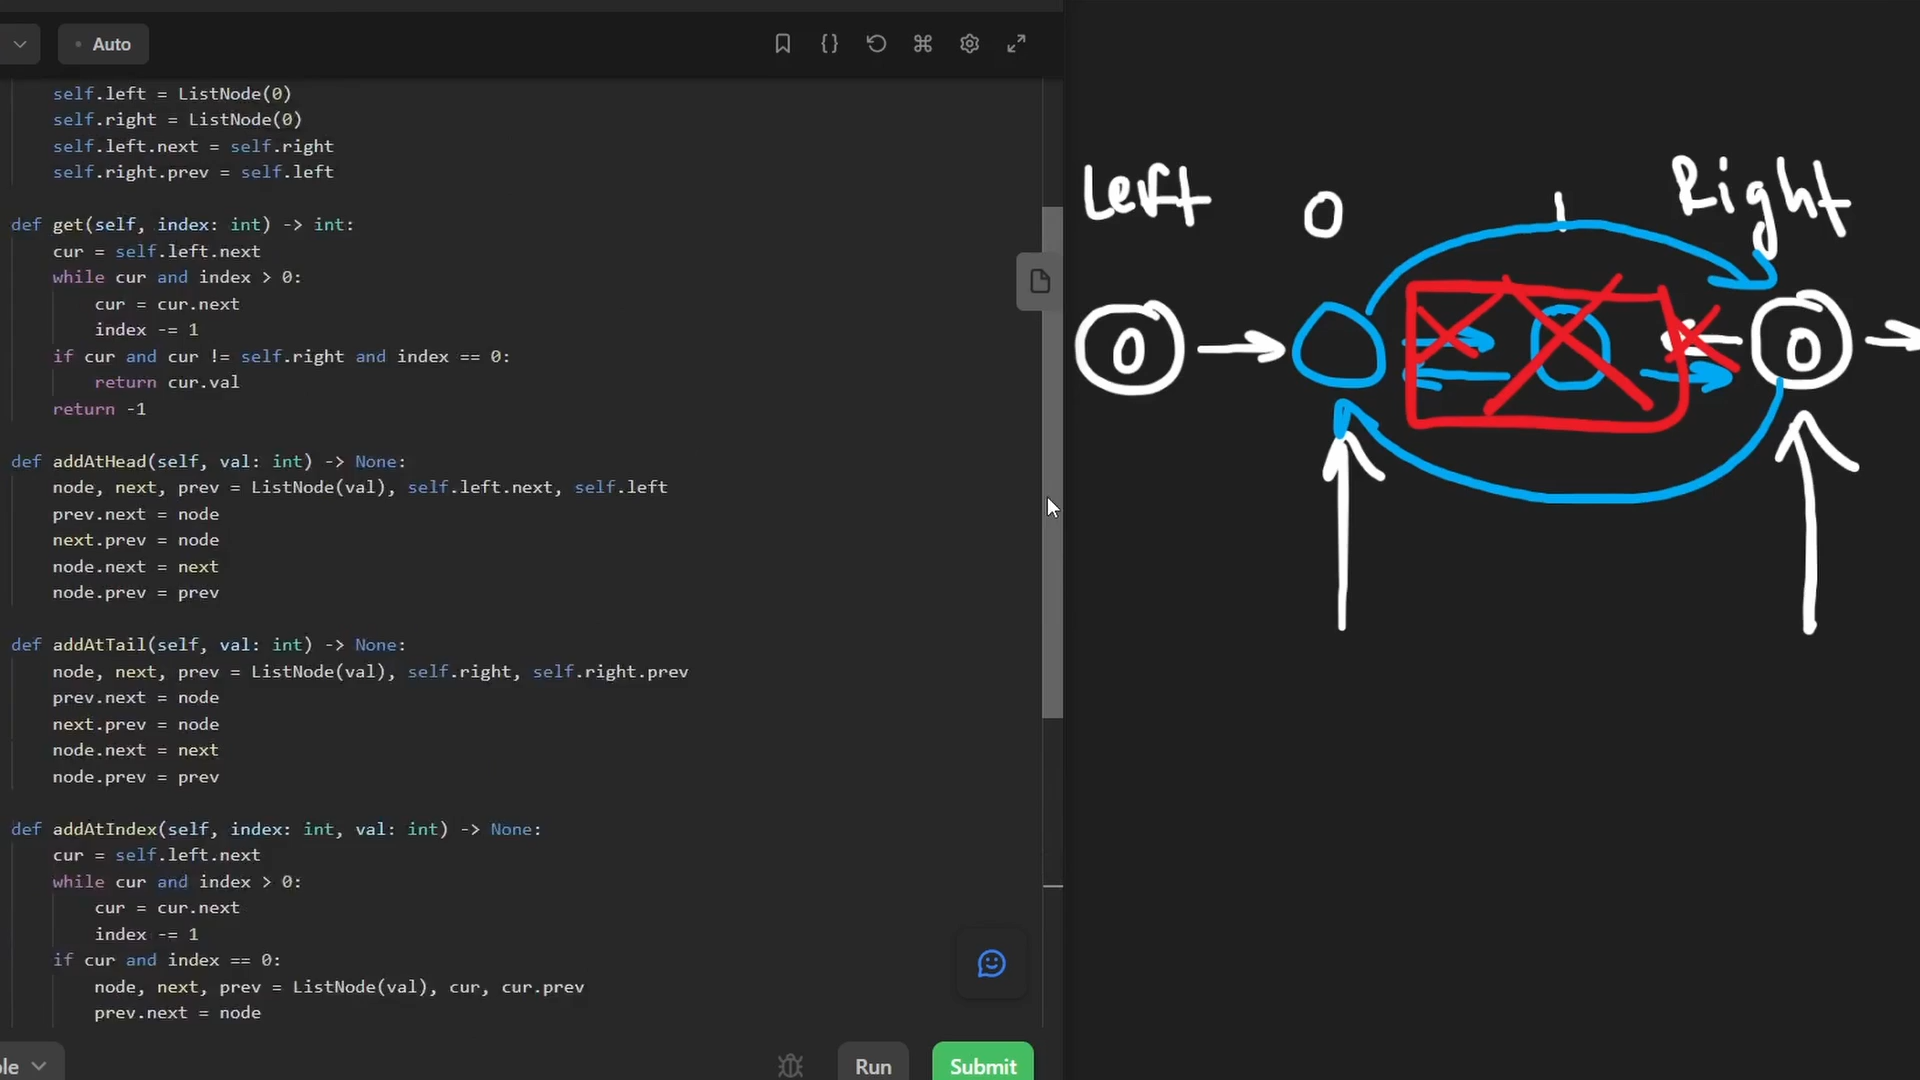 Auto
self.left = ListNode(0)
self.right = ListNode(0)
self.left.next = self.right
self.right.prev = self.left
def get(self, index: int) -> int:
cur = self.left.next
while cur and index > 0:
cur = cur.next
index -= 1
if cur and cur != self.right and index == 0:
return cur.val
return -1
def addAtHead(self, val: int) -> None:
node, next, prev = ListNode(val), self.left.next, self.left
prev.next = node
next.prev = node
node.next = next
node.prev = prev
def addAtTail(self, val: int) -> None:
node, next, prev = ListNode(val), self.right, self.right.prev
prev.next = node
next.prev = node
node.next = next
node.prev = prev
def addAtIndex(self, index: int, val: int) -> None:
cur = self.left.next
while cur and index > 0:
cur = cur.next
index -= 1
if cur and index == 0:
node, next, prev = ListNode(val), cur, cur.prev
prev.next = node
le
Run
Submit
Left
0
1
Right
0
0